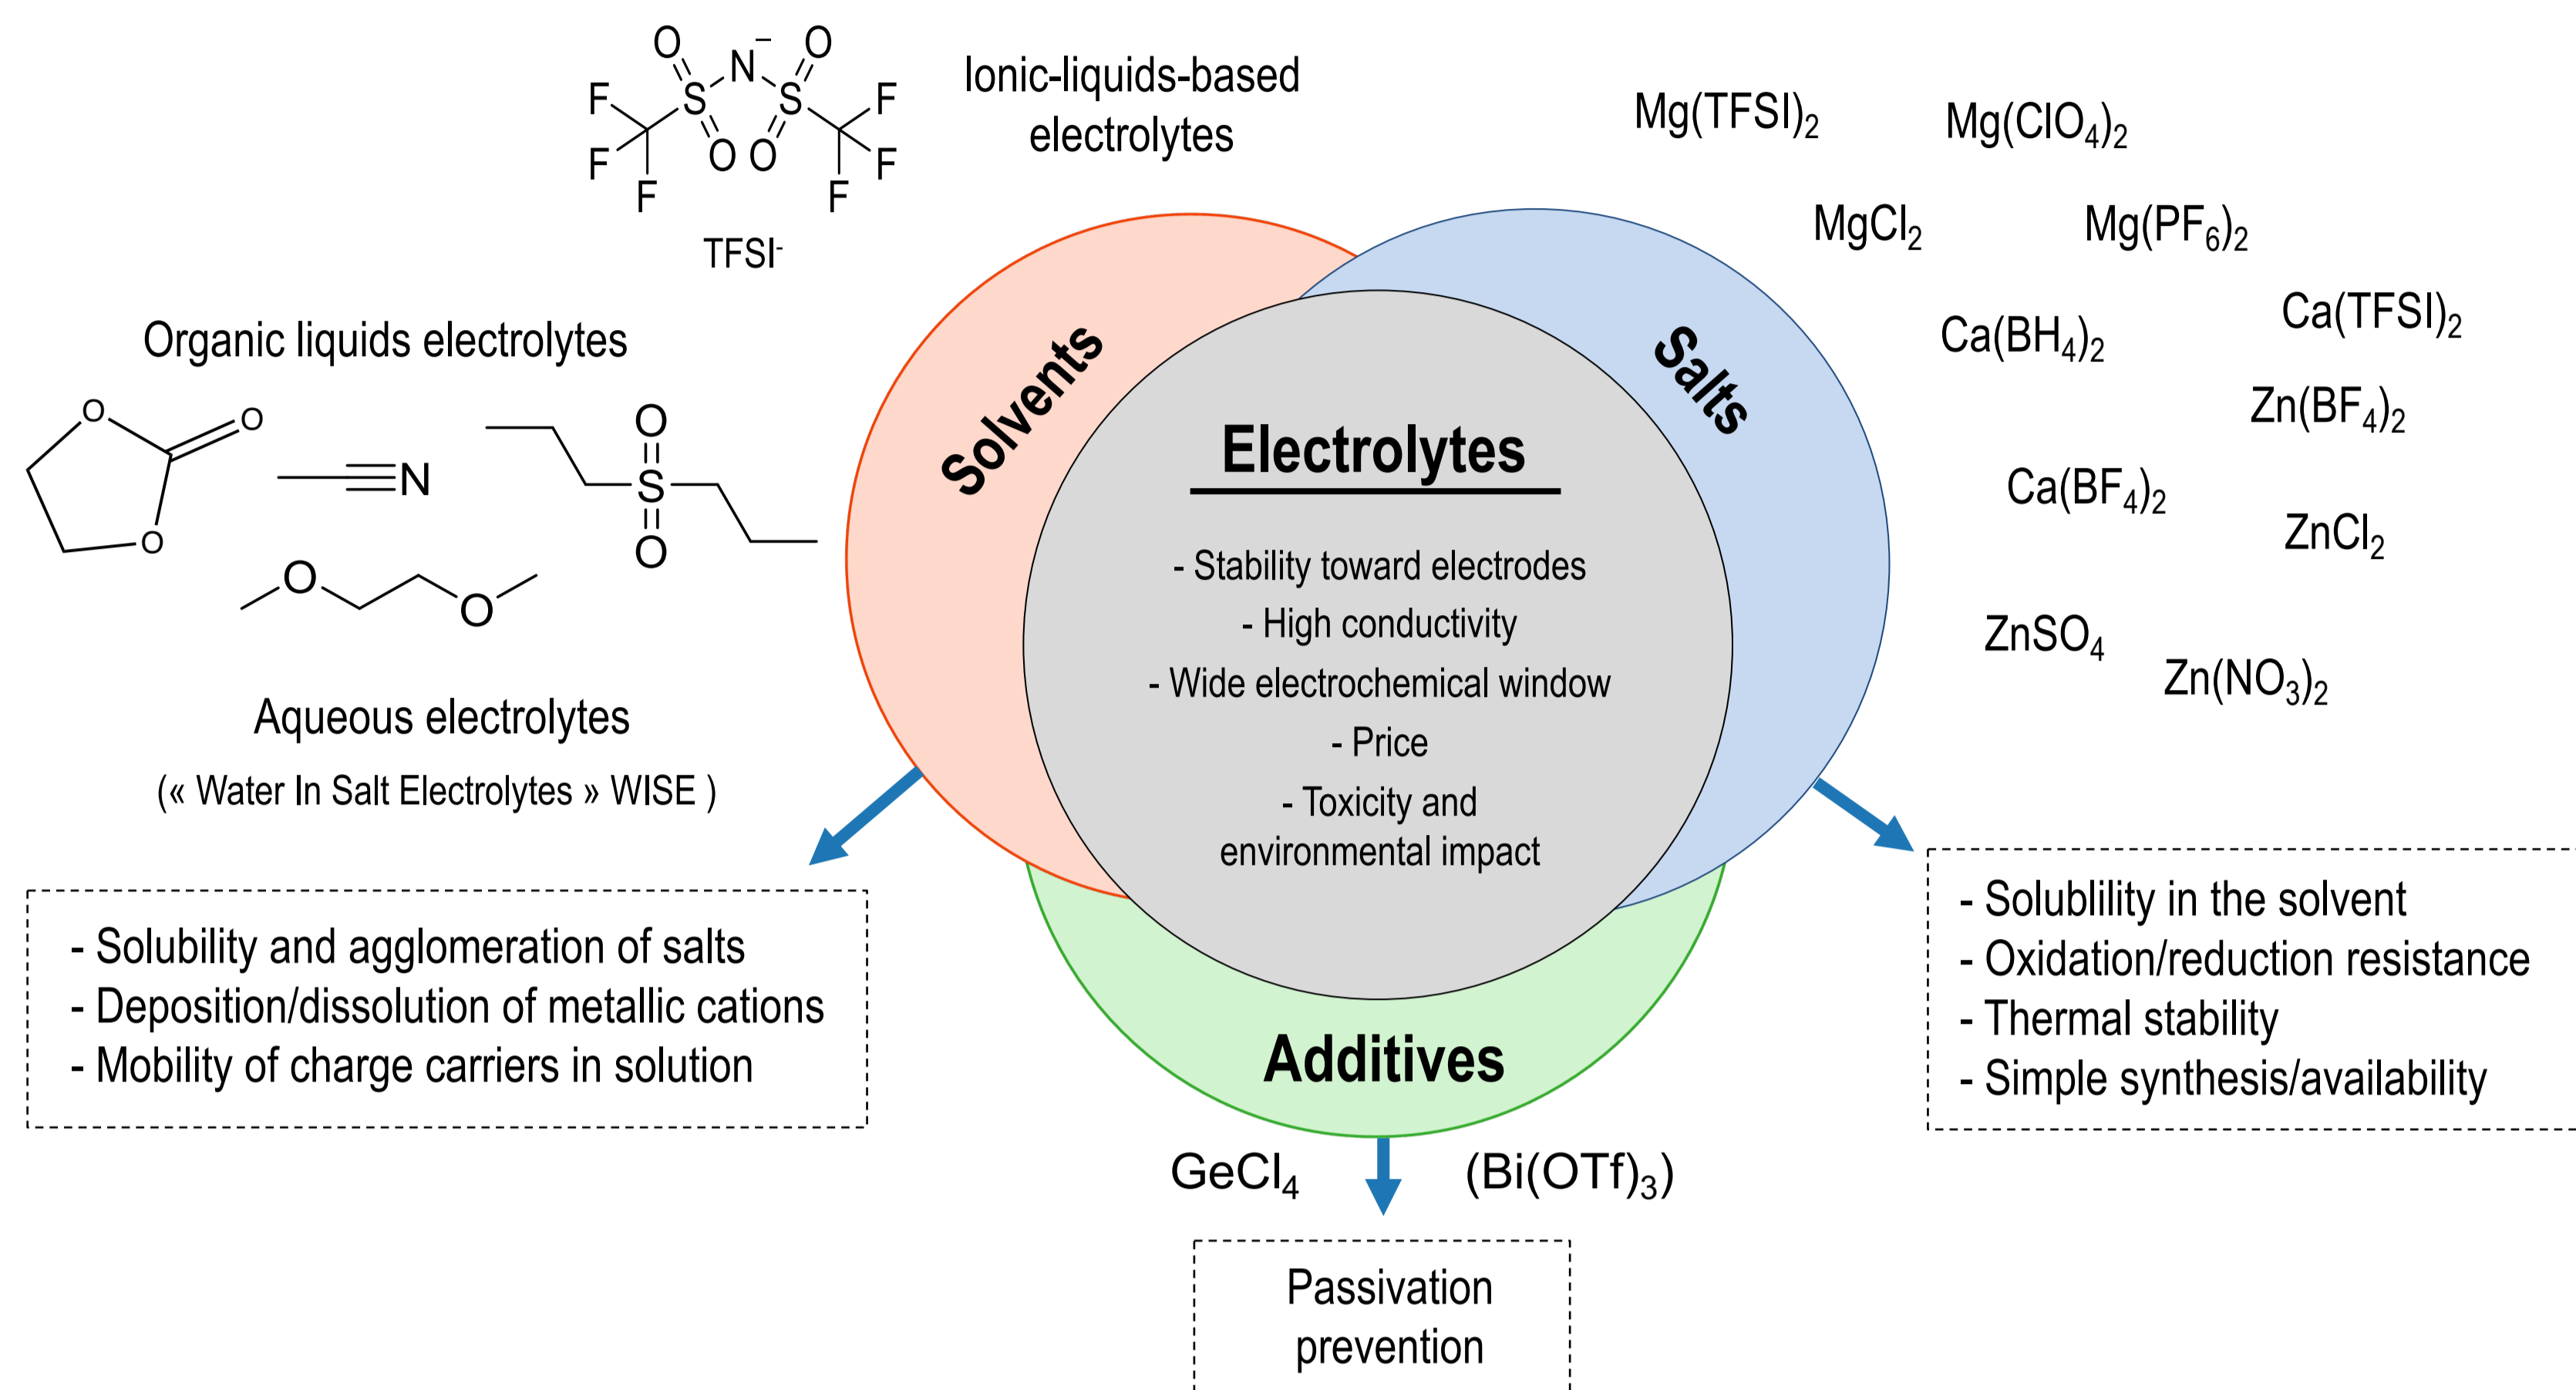 O
N⁻
O
F
S
S
F
F
O
O
F
F
F
TFSI⁻
Ionic-liquids-based
electrolytes
Organic liquids electrolytes
O
O
O
N
O
S
O
O
O
Aqueous electrolytes
(« Water In Salt Electrolytes » WISE )
Solvents
Salts
Mg(TFSI)₂
Mg(ClO₄)₂
MgCl₂
Mg(PF₆)₂
Ca(TFSI)₂
Ca(BH₄)₂
Zn(BF₄)₂
Ca(BF₄)₂
ZnCl₂
ZnSO₄
Zn(NO₃)₂
Electrolytes
- Stability toward electrodes
- High conductivity
- Wide electrochemical window
- Price
- Toxicity and
environmental impact
- Solubility and agglomeration of salts
- Deposition/dissolution of metallic cations
- Mobility of charge carriers in solution
- Solublility in the solvent
- Oxidation/reduction resistance
- Thermal stability
- Simple synthesis/availability
Additives
GeCl₄
(Bi(OTf)₃)
Passivation
prevention